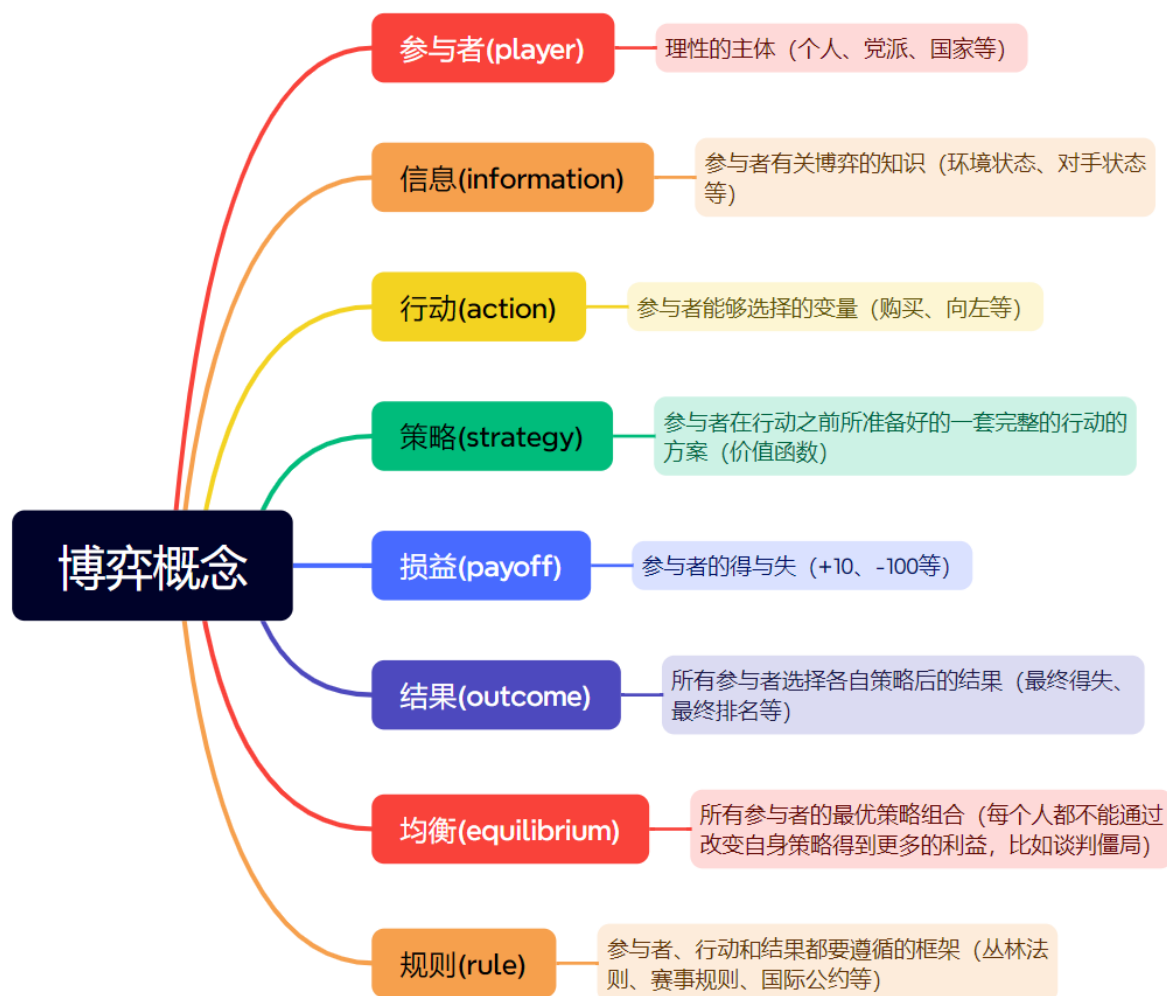 参与者(player)
理性的主体（个人、党派、国家等）
信息(information)
参与者有关博弈的知识（环境状态、对手状态
等）
行动(action)
参与者能够选择的变量（购买、向左等）
策略(strategy)
参与者在行动之前所准备好的一套完整的行动的
方案（价值函数）
博弈概念
损益(payoff)
参与者的得与失（+10、-100等）
结果(outcome)
所有参与者选择各自策略后的结果（最终得失、
最终排名等）
均衡(equilibrium)
所有参与者的最优策略组合（每个人都不能通过
改变自身策略得到更多的利益，比如谈判僵局）
规则(rule)
参与者、行动和结果都要遵循的框架（丛林法
则、赛事规则、国际公约等）